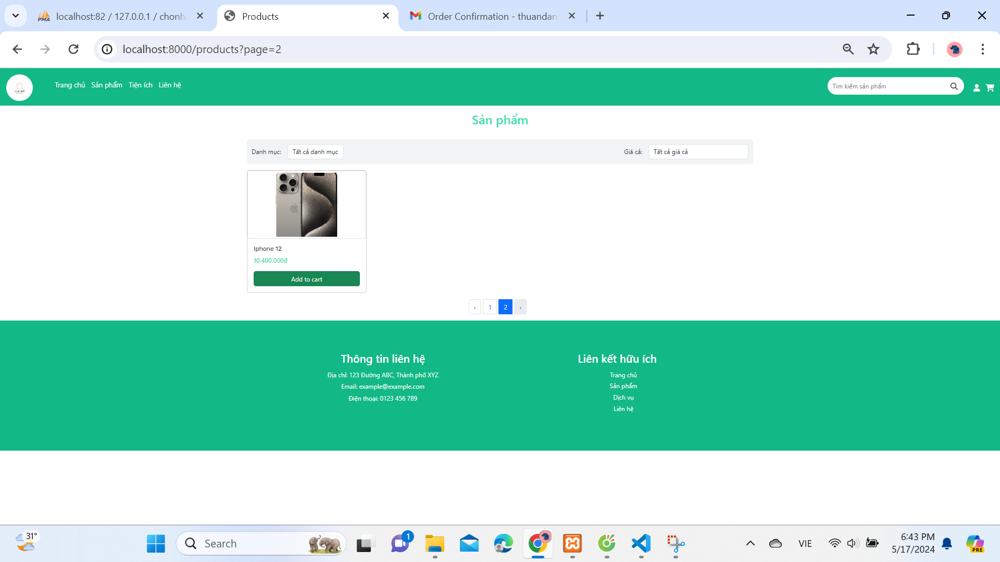 localhost:82 / 127.0.0.1 / chonh
Products
Order Confirmation - thuandan
localhost:8000/products?page=2
Trang chủ
Sản phẩm
Tiện ích
Liên hệ
Tìm kiếm sản phẩm
Sản phẩm
Danh mục:
Tất cả danh mục
Giá cả:
Tất cả giá cả
Iphone 12
10.400.000đ
Add to cart
‹ 1 2 ›
Thông tin liên hệ
Địa chỉ: 123 Đường ABC, Thành phố XYZ
Email: example@example.com
Điện thoại: 0123 456 789
Liên kết hữu ích
Trang chủ
Sản phẩm
Dịch vụ
Liên hệ
31°
Search
1
VIE
6:43 PM
5/17/2024
PRE